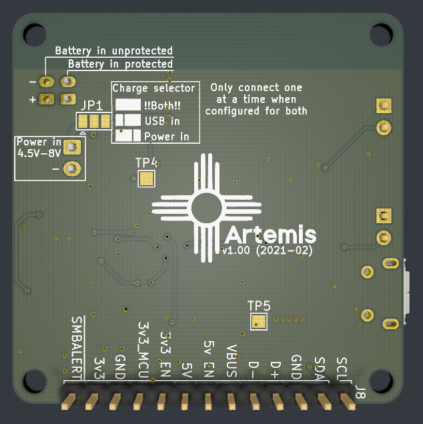 Battery in unprotected
Battery in protected
-
+
JP1
Charge selector
!!Both!!
USB in
Power in
Only connect one
at a time when
configured for both
Power in
4.5V-8V
-
TP4
Artemis
v1.00 (2021-02)
TP5
SMBALERT
3v3
GND
3v3_MCU
3v3_EN
5V
5v_EN
VBUS
D-
D+
GND
SDA
SCL
J8